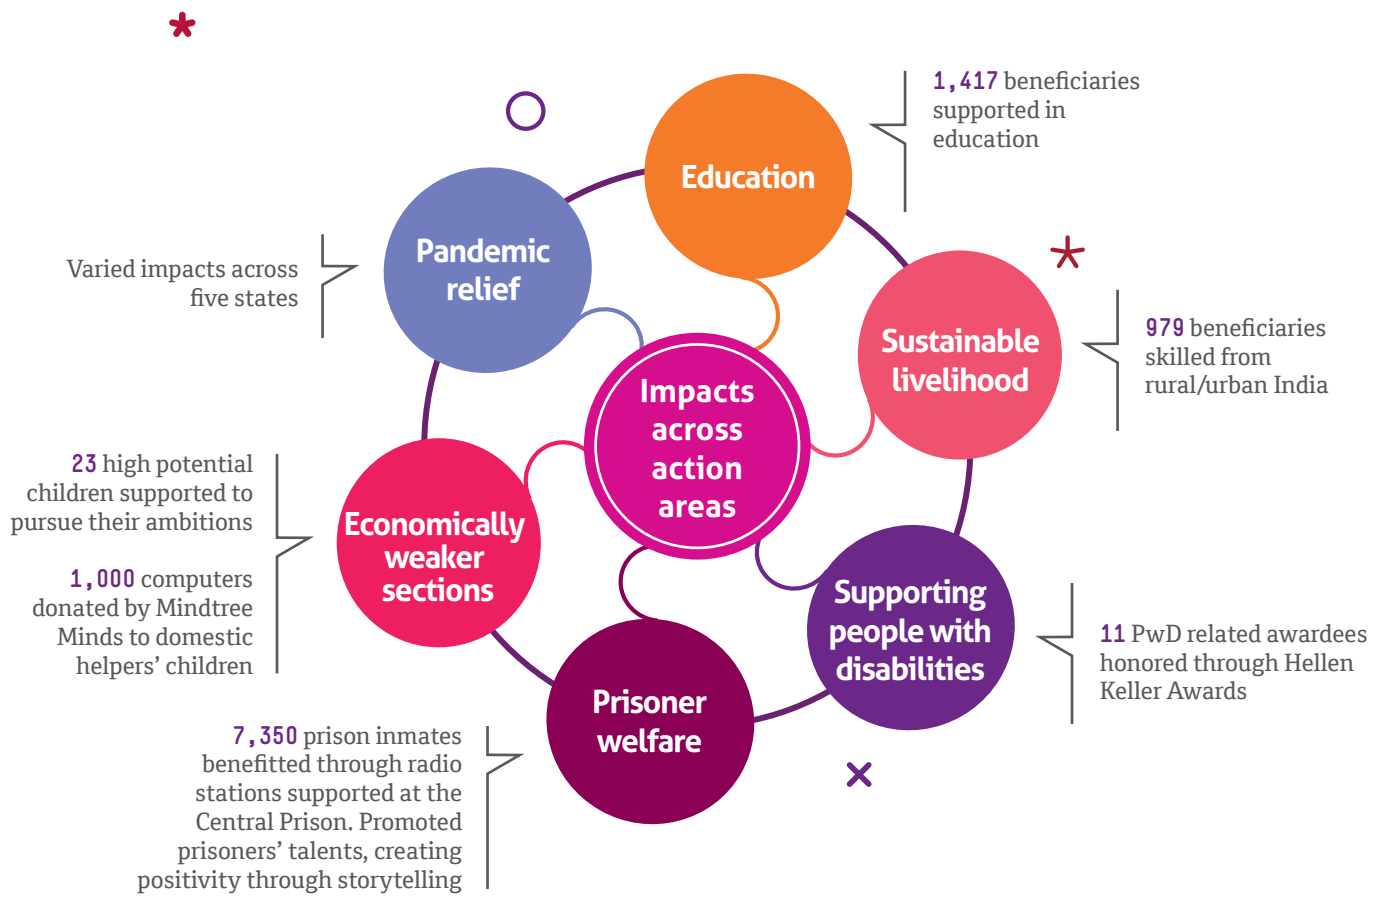 Impacts
across
action
areas
Education
1,417 beneficiaries
supported in
education
Sustainable
livelihood
979 beneficiaries
skilled from
rural/urban India
Supporting
people with
disabilities
11 PwD related awardees
honored through Hellen
Keller Awards
Prisoner
welfare
7,350 prison inmates
benefitted through radio
stations supported at the
Central Prison. Promoted
prisoners’ talents, creating
positivity through storytelling
Economically
weaker
sections
23 high potential
children supported to
pursue their ambitions
1,000 computers
donated by Mindtree
Minds to domestic
helpers’ children
Pandemic
relief
Varied impacts across
five states